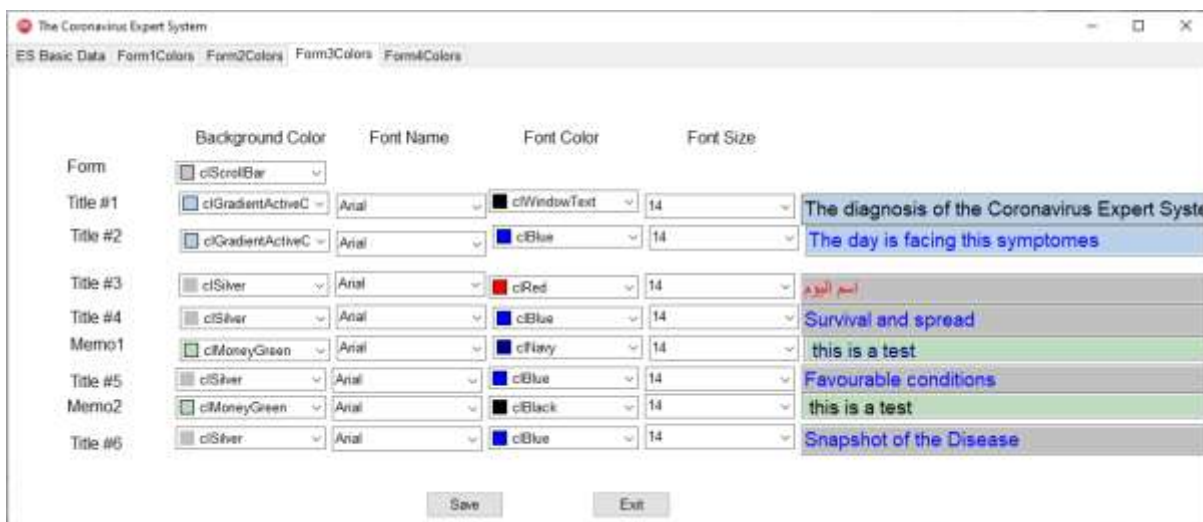 The Coronavirus Expert System
ES Basic Data Form1Colors Form2Colors Form3Colors Form4Colors
Background Color Font Name Font Color Font Size
Form clScrollBar
Title #1 clGradientActiveC Arial clWindowText 14 The diagnosis of the Coronavirus Expert Syste
Title #2 clGradientActiveC Arial clBlue 14 The day is facing this symptomes
Title #3 clSilver Arial clRed 14 اسم اليوم
Title #4 clSilver Arial clBlue 14 Survival and spread
Memo1 clMoneyGreen Arial clNavy 14 this is a test
Title #5 clSilver Arial clBlue 14 Favourable conditions
Memo2 clMoneyGreen Arial clBlack 14 this is a test
Title #6 clSilver Arial clBlue 14 Snapshot of the Disease
Save Exit